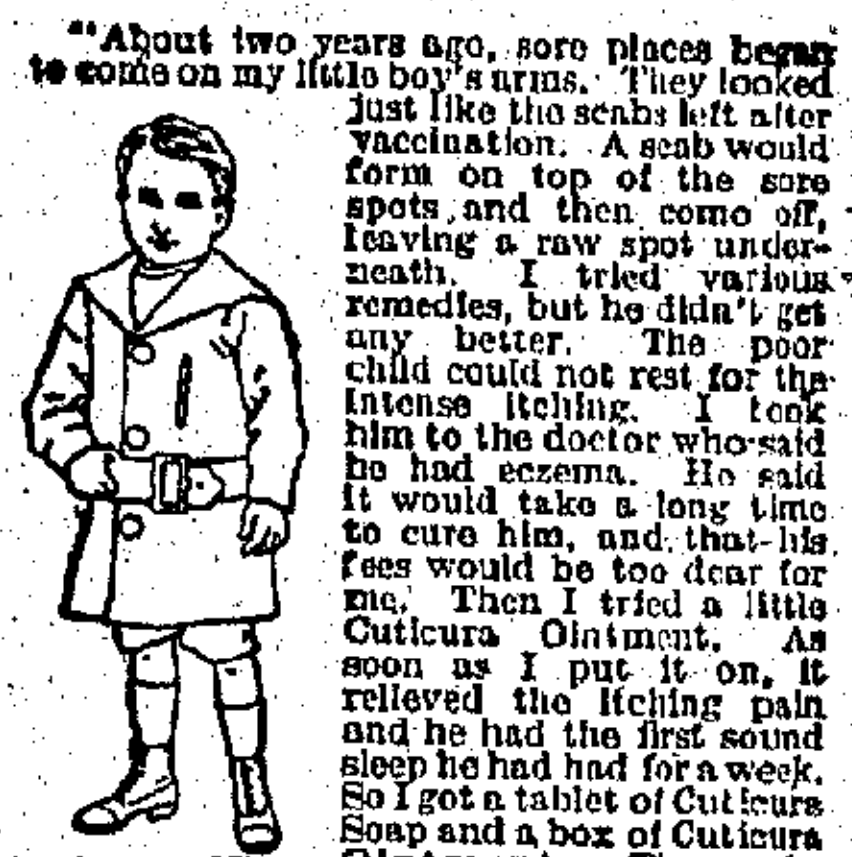 "About two years ago, sore places began
to come on my little boy's arms. They looked
just like the scabs left after
vaccination. A scab would
form on top of the sore
spots, and then come off,
leaving a raw spot under-
neath. I tried various
remedies, but he didn't get
any better. The poor
child could not rest for the
intense itching. I took
him to the doctor who said
he had eczema. He said
it would take a long time
to cure him, and that his
fees would be too dear for
me. Then I tried a little
Cuticura Ointment. As
soon as I put it on, it
relieved the itching pain
and he had the first sound
sleep he had had for a week.
So I got a tablet of Cuticura
Soap and a box of Cuticura